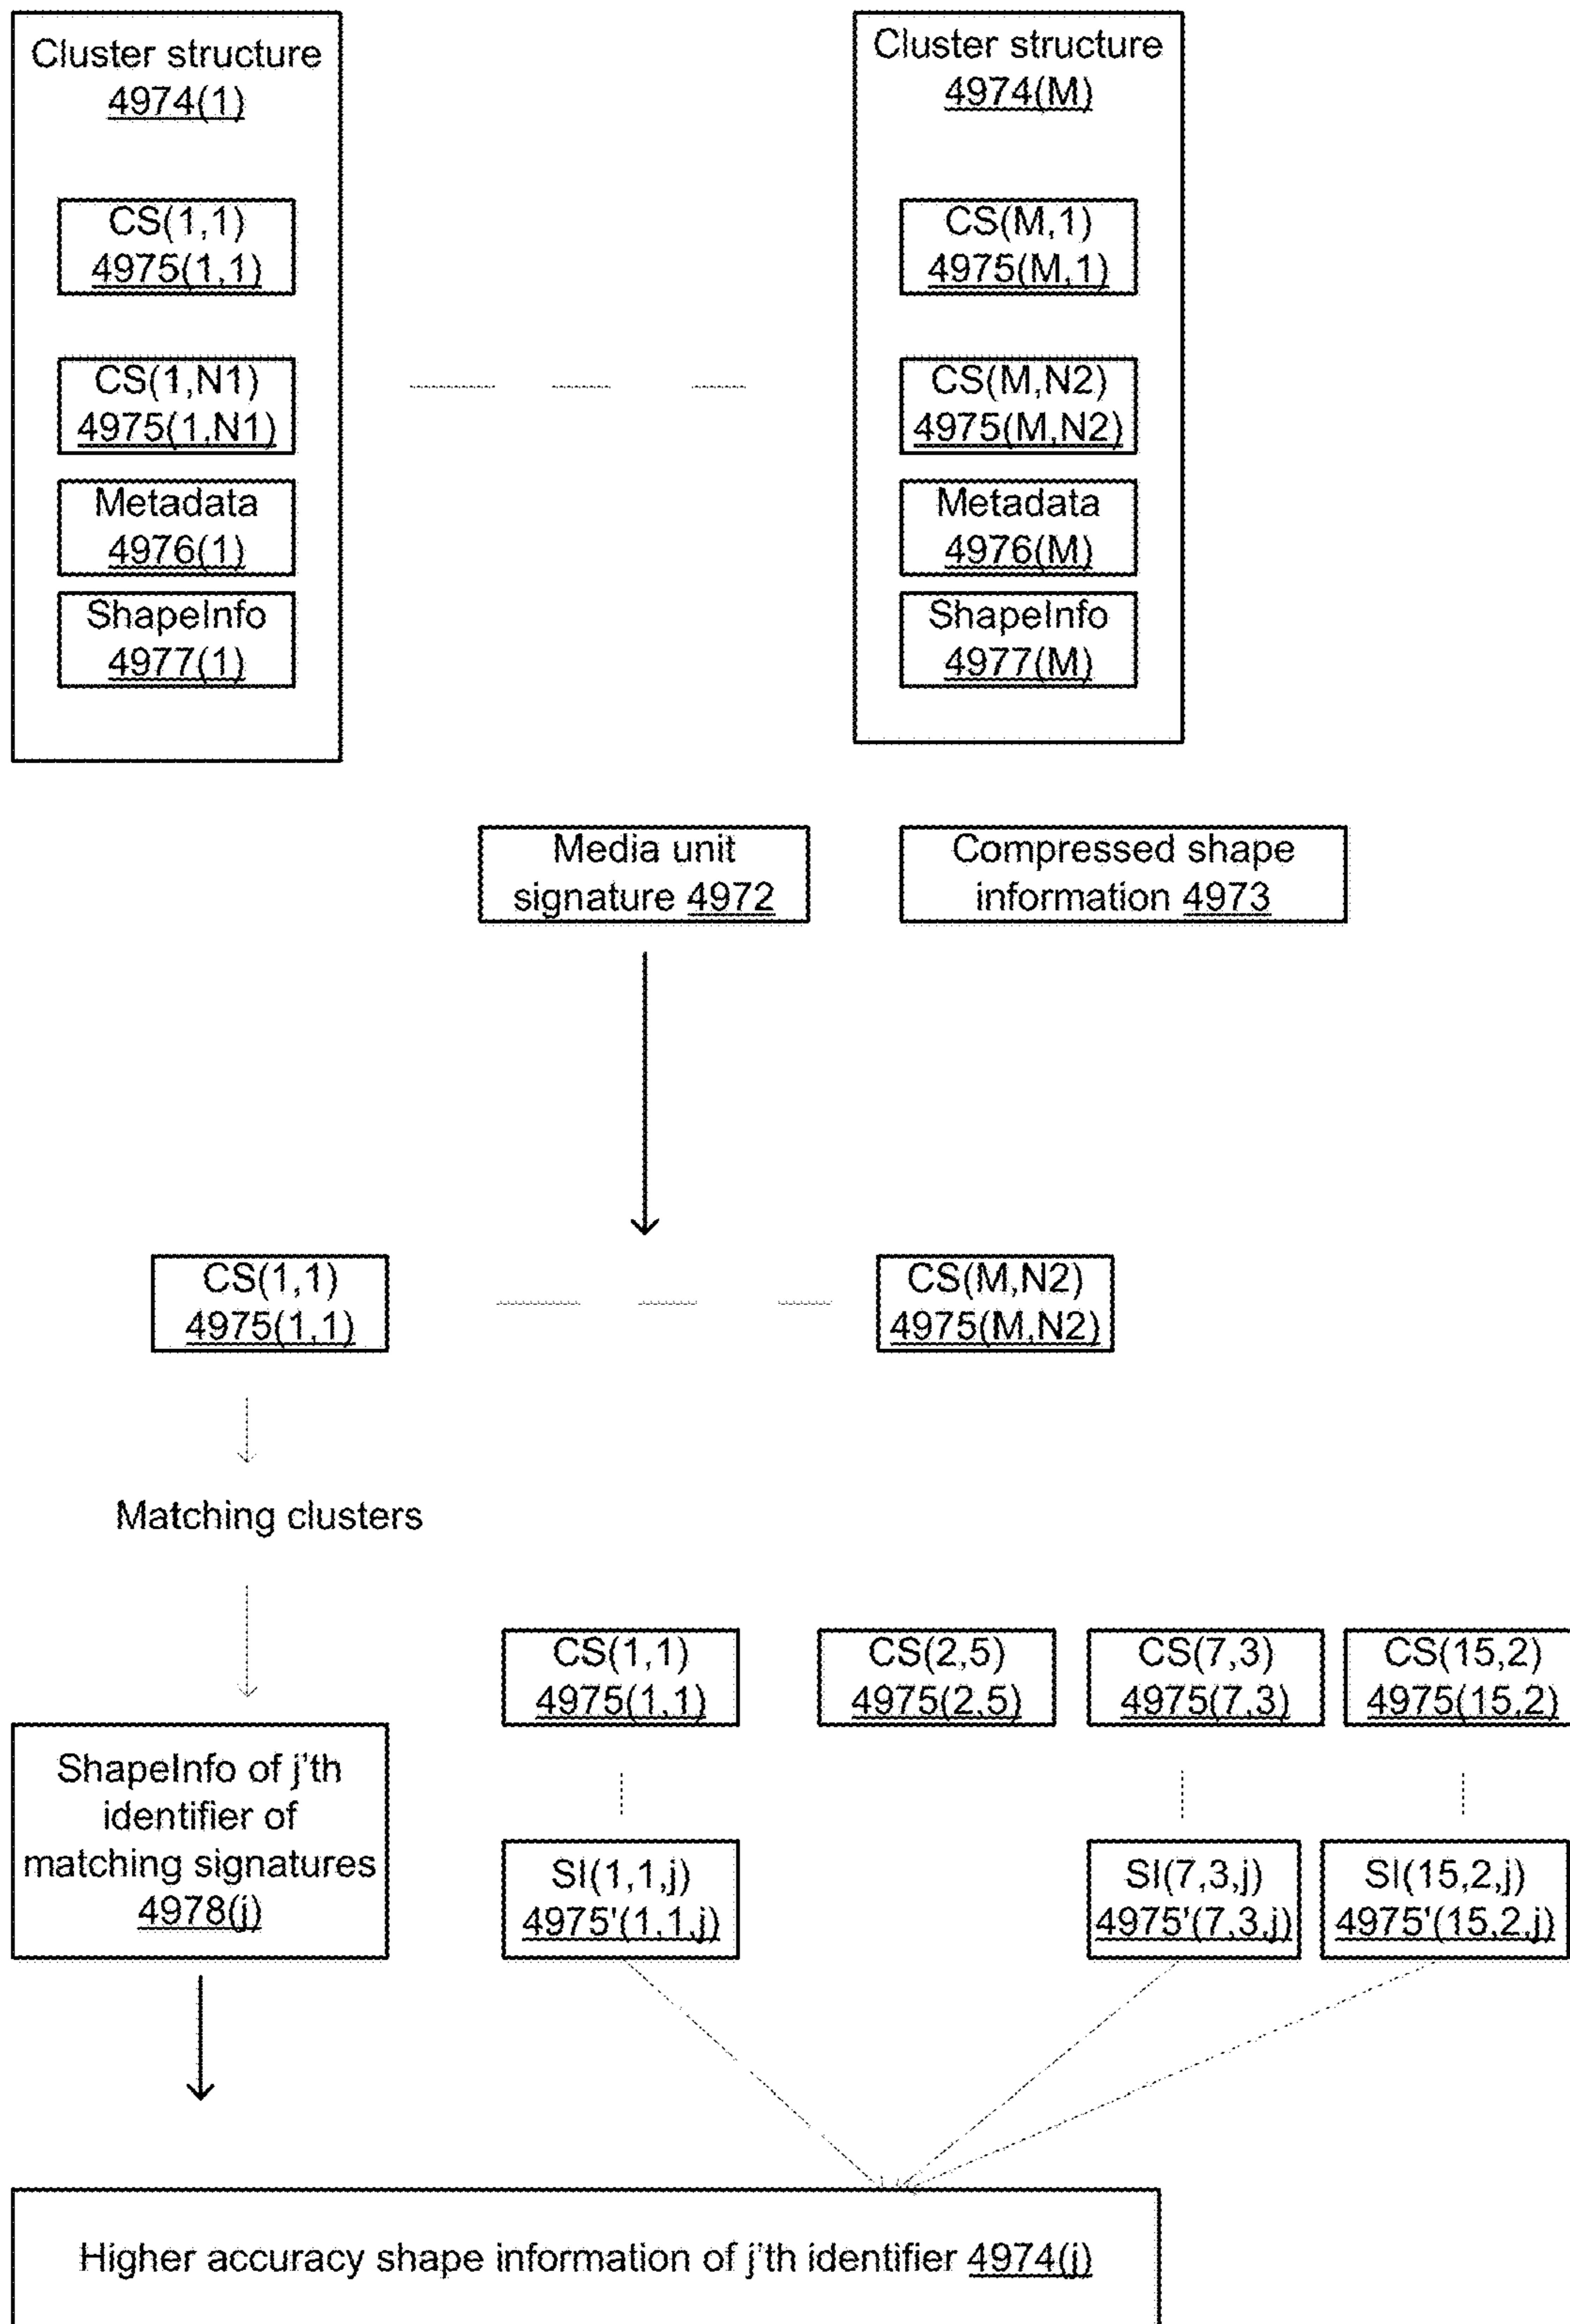 Cluster structure
4974(1)
CS(1,1)
4975(1,1)
CS(1,N1)
4975(1,N1)
Metadata
4976(1)
ShapeInfo
4977(1)
Cluster structure
4974(M)
CS(M,1)
4975(M,1)
CS(M,N2)
4975(M,N2)
Metadata
4976(M)
ShapeInfo
4977(M)
Media unit
signature 4972
Compressed shape
information 4973
CS(1,1)
4975(1,1)
CS(M,N2)
4975(M,N2)
Matching clusters
CS(1,1)
4975(1,1)
CS(2,5)
4975(2,5)
CS(7,3)
4975(7,3)
CS(15,2)
4975(15,2)
ShapeInfo of j'th
identifier of
matching signatures
4978(j)
SI(1,1,j)
4975'(1,1,j)
SI(7,3,j)
4975'(7,3,j)
SI(15,2,j)
4975'(15,2,j)
Higher accuracy shape information of j'th identifier 4974(j)